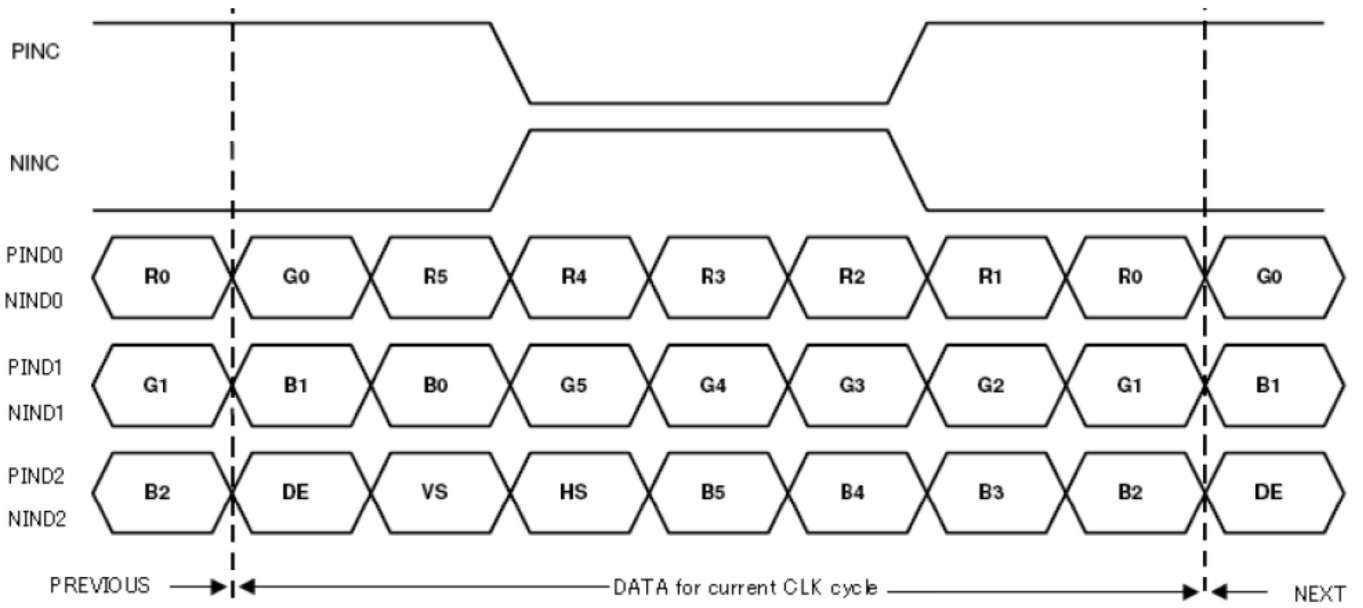 PINC
NINC
PIND0
R0 G0 R5 R4 R3 R2 R1 R0 G0
NIND0
PIND1
G1 B1 B0 G5 G4 G3 G2 G1 B1
NIND1
PIND2
B2 DE VS HS B5 B4 B3 B2 DE
NIND2
PREVIOUS DATA for current CLK cycle NEXT